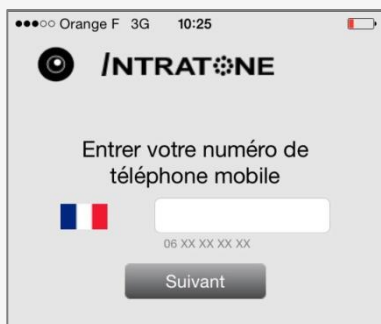 ●●●○○ Orange F 3G 10:25
INTRATONE
Entrer votre numéro de
téléphone mobile
06 XX XX XX XX
Suivant